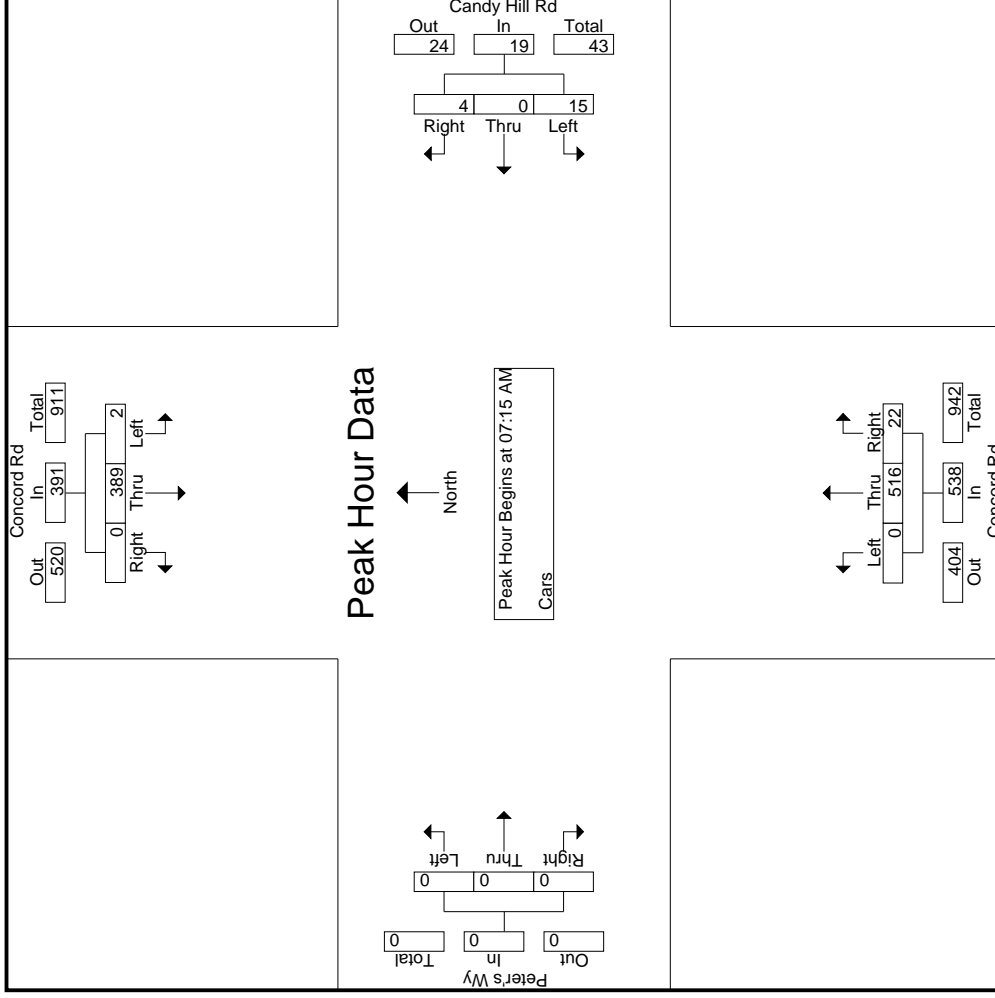 Candy Hill Rd
Out In Total
24 19 43
4 0 15
Right Thru Left
Concord Rd
Out In Total
520 391 911
0 389 2
Right Thru Left
Peak Hour Data
North
Peak Hour Begins at 07:15 AM
Cars
Left Thru Right
0 516 22
404 538 942
Out In Total
Concord Rd
Left Thru Right
0 0 0
0 0 0
Total In Out
Peter's Wy